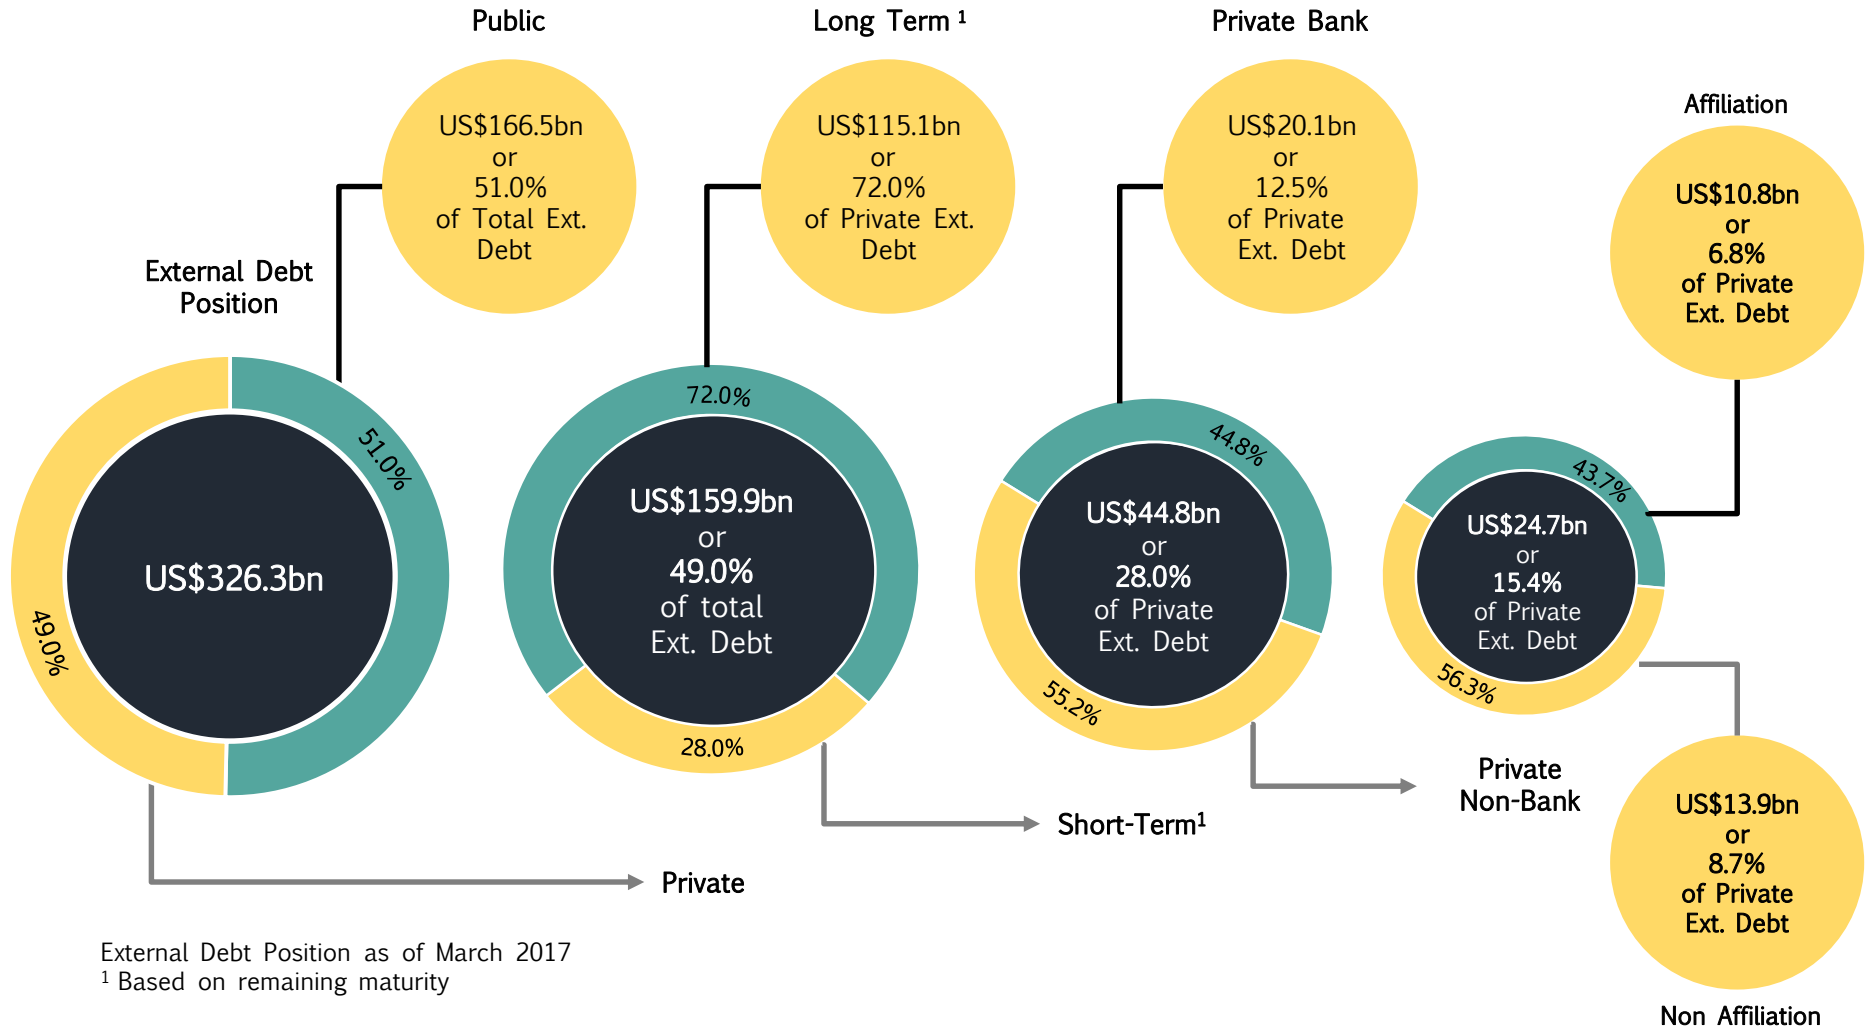 Public
Long Term ¹
Private Bank
US$166.5bn
or
51.0%
of Total Ext.
Debt
US$115.1bn
or
72.0%
of Private Ext.
Debt
US$20.1bn
or
12.5%
of Private
Ext. Debt
Affiliation
US$10.8bn
or
6.8%
of Private
Ext. Debt
External Debt
Position
51.0%
US$326.3bn
49.0%
72.0%
US$159.9bn
or
49.0%
of total
Ext. Debt
28.0%
44.8%
US$44.8bn
or
28.0%
of Private
Ext. Debt
55.2%
43.7%
US$24.7bn
or
15.4%
of Private
Ext. Debt
56.3%
Private
Non-Bank
Short-Term¹
Private
US$13.9bn
or
8.7%
of Private
Ext. Debt
Non Affiliation
External Debt Position as of March 2017
¹ Based on remaining maturity